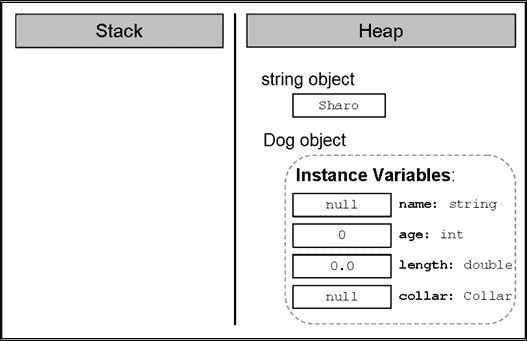 Stack
Heap
string object
Sharo
Dog object
Instance Variables:
null name: string
0 age: int
0.0 length: double
null collar: Collar